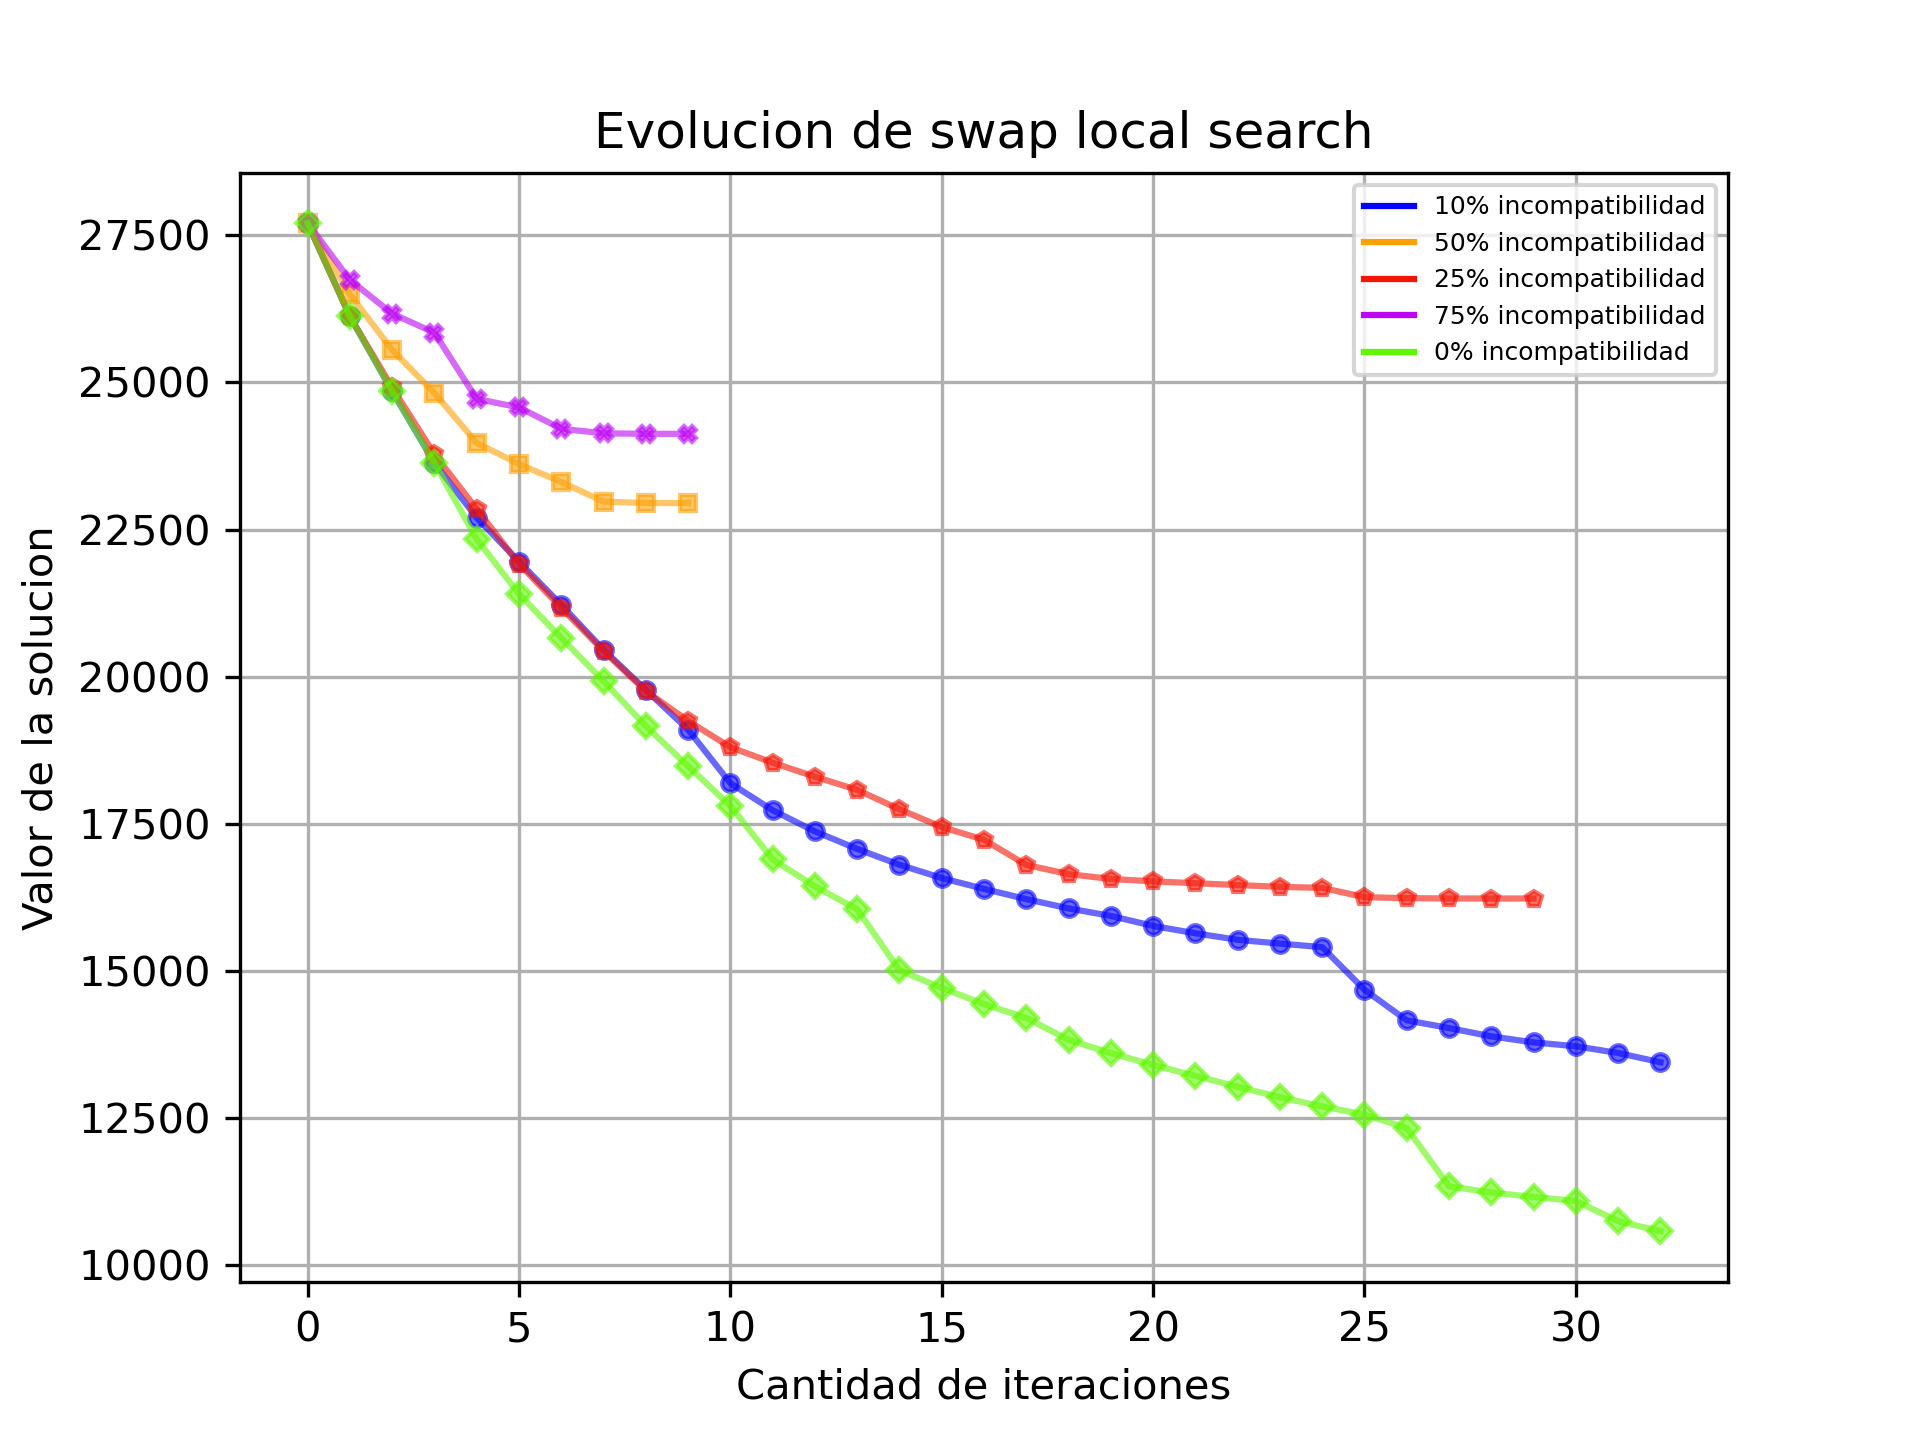 Evolucion de swap local search
10% incompatibilidad
50% incompatibilidad
25% incompatibilidad
75% incompatibilidad
0% incompatibilidad
Valor de la solucion
27500
25000
22500
20000
17500
15000
12500
10000
0 5 10 15 20 25 30
Cantidad de iteraciones